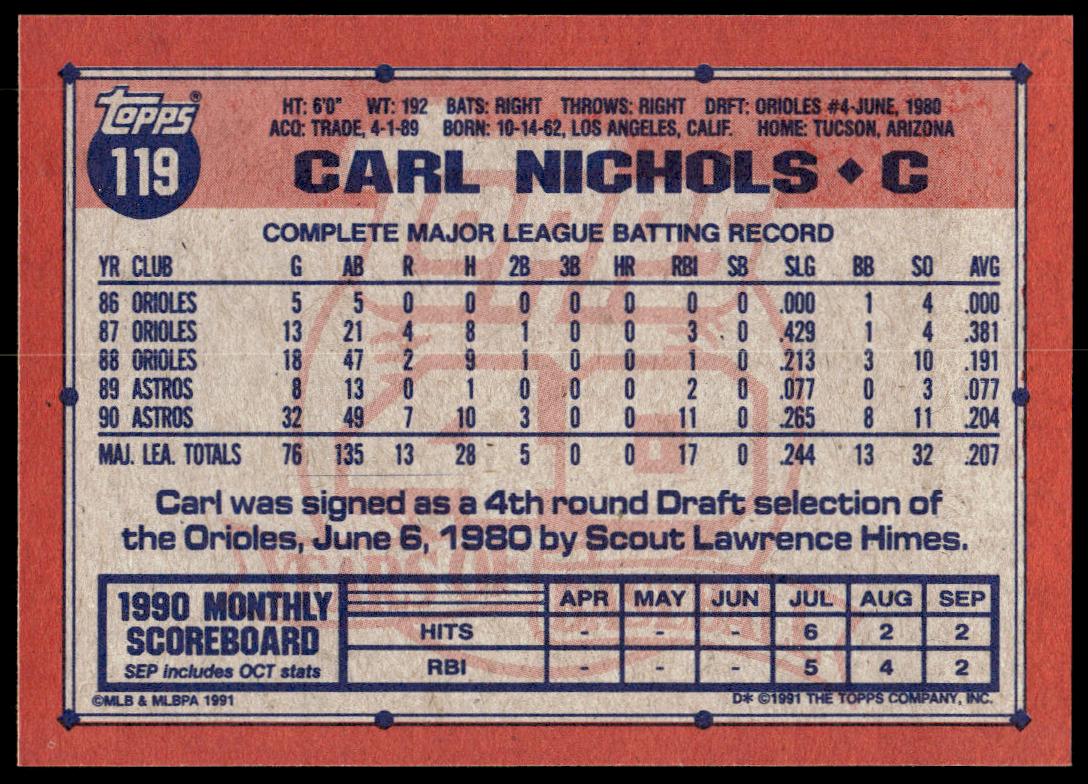 topps®
119
HT: 6'0" WT: 192 BATS: RIGHT THROWS: RIGHT DRFT: ORIOLES #4-JUNE, 1980
ACQ: TRADE, 4-1-89 BORN: 10-14-62, LOS ANGELES, CALIF. HOME: TUCSON, ARIZONA
CARL NICHOLS ◆ C
COMPLETE MAJOR LEAGUE BATTING RECORD
YR CLUB G AB R H 2B 3B HR RBI SB SLG BB SO AVG
86 ORIOLES 5 5 0 0 0 0 0 0 0 .000 1 4 .000
87 ORIOLES 13 21 4 8 1 0 0 3 0 .429 1 4 .381
88 ORIOLES 18 47 2 9 1 0 0 1 0 .213 3 10 .191
89 ASTROS 8 13 0 1 0 0 0 2 0 .077 0 3 .077
90 ASTROS 32 49 7 10 3 0 0 11 0 .265 8 11 .204
MAJ. LEA. TOTALS 76 135 13 28 5 0 0 17 0 .244 13 32 .207
Carl was signed as a 4th round Draft selection of
the Orioles, June 6, 1980 by Scout Lawrence Himes.
1990 MONTHLY
SCOREBOARD
SEP includes OCT stats
APR MAY JUN JUL AUG SEP
HITS - - - 6 2 2
RBI - - - 5 4 2
©MLB & MLBPA 1991
D* ©1991 THE TOPPS COMPANY, INC.
Topps
40
YEARS OF
BASEBALL